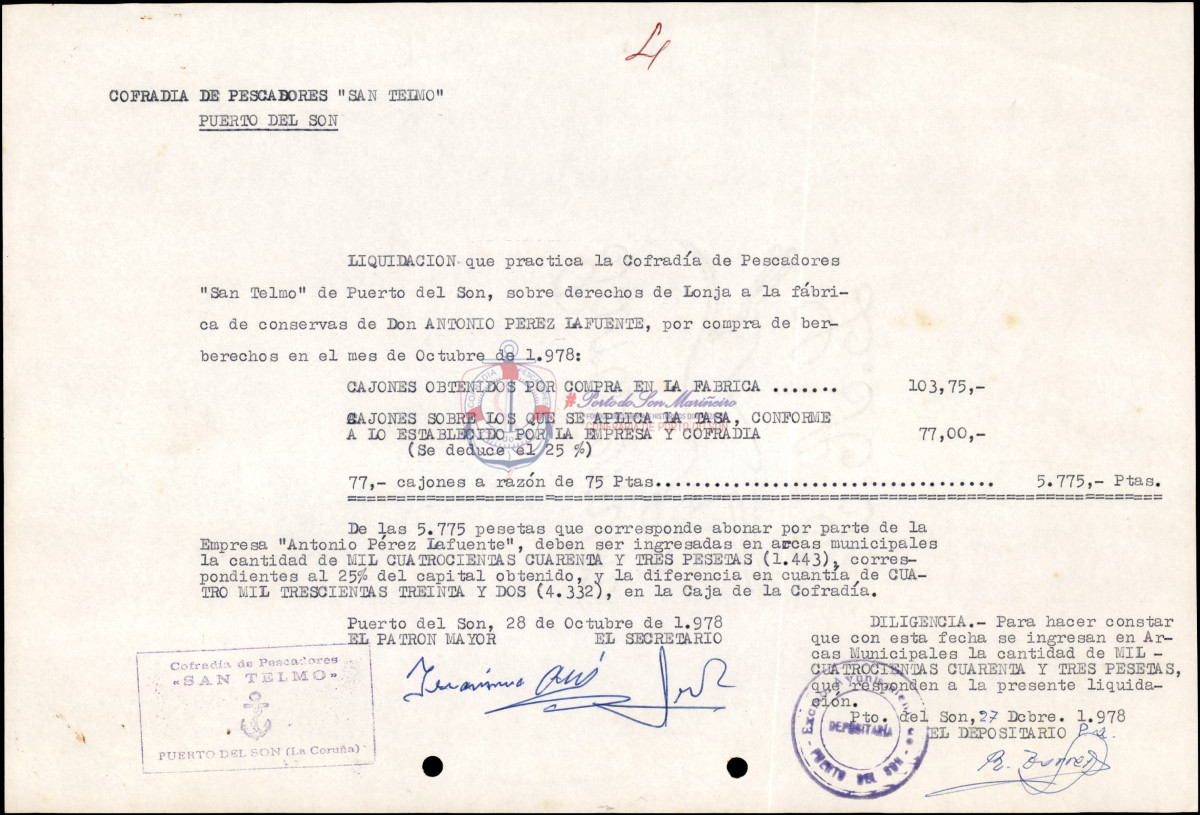 4
COFRADIA DE PESCADORES "SAN TELMO"
PUERTO DEL SON
LIQUIDACION que practica la Cofradía de Pescadores
"San Telmo" de Puerto del Son, sobre derechos de Lonja a la fábri-
ca de conservas de Don ANTONIO PEREZ LAFUENTE, por compra de ber-
berechos en el mes de Octubre de 1.978:
CAJONES OBTENIDOS POR COMPRA EN LA FABRICA ....... 103,75,-
#Porto do Son Mariñeiro
CAJONES SOBRE LOS QUE SE APLICA LA TASA, CONFORME
A LO ESTABLECIDO POR LA EMPRESA Y COFRADIA 77,00,-
(Se deduce el 25 %)
77,- cajones a razón de 75 Ptas.................................... 5.775,- Ptas.
De las 5.775 pesetas que corresponde abonar por parte de la
Empresa "Antonio Pérez Lafuente", deben ser ingresadas en arcas municipales
la cantidad de MIL CUATROCIENTAS CUARENTA Y TRES PESETAS (1.443), corres-
pondientes al 25% del capital obtenido, y la diferencia en cuantía de CUA-
TRO MIL TRESCIENTAS TREINTA Y DOS (4.332), en la Caja de la Cofradía.
Puerto del Son, 28 de Octubre de 1.978
EL PATRON MAYOR EL SECRETARIO
Cofradía de Pescadores
«SAN TELMO»
PUERTO DEL SON (La Coruña)
DILIGENCIA.- Para hacer constar
que con esta fecha se ingresan en Ar-
cas Municipales la cantidad de MIL -
CUATROCIENTAS CUARENTA Y TRES PESETAS,
que responden a la presente liquida-
ción.
Pto. del Son, 27 Dcbre. 1.978
EL DEPOSITARIO
DEPOSITARÍA
PUERTO DEL SON